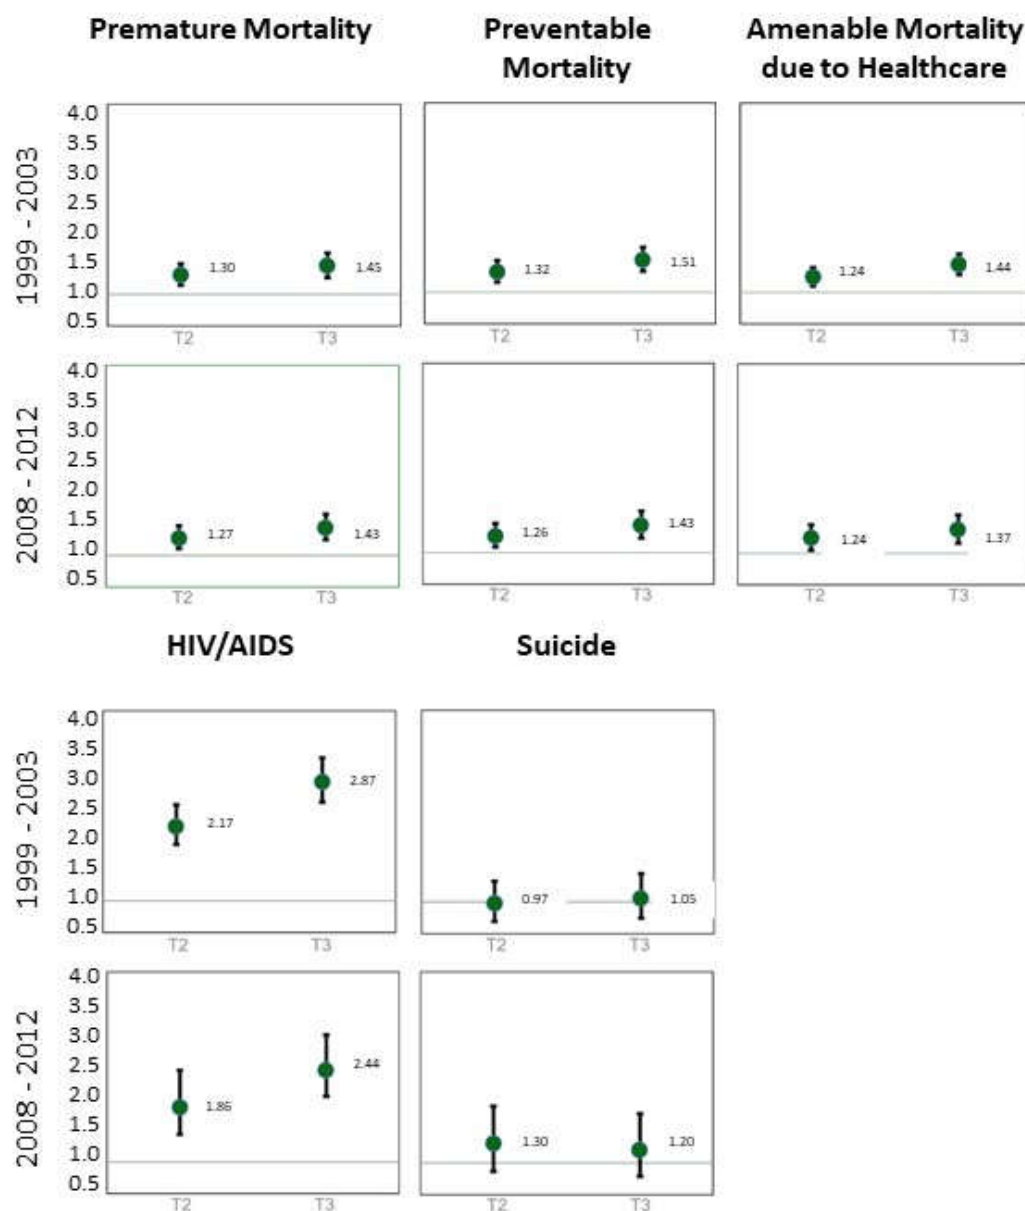 Premature Mortality
Preventable
Mortality
Amenable Mortality
due to Healthcare
1999 - 2003
4.0
3.5
3.0
2.5
2.0
1.5
1.0
0.5
1.30
1.45
T2
T3
1.32
1.51
T2
T3
1.24
1.44
T2
T3
2008 - 2012
4.0
3.5
3.0
2.5
2.0
1.5
1.0
0.5
1.27
1.43
T2
T3
1.26
1.43
T2
T3
1.24
1.37
T2
T3
HIV/AIDS
Suicide
1999 - 2003
4.0
3.5
3.0
2.5
2.0
1.5
1.0
0.5
2.17
2.87
T2
T3
0.97
1.05
T2
T3
2008 - 2012
4.0
3.5
3.0
2.5
2.0
1.5
1.0
0.5
1.86
2.44
T2
T3
1.30
1.20
T2
T3